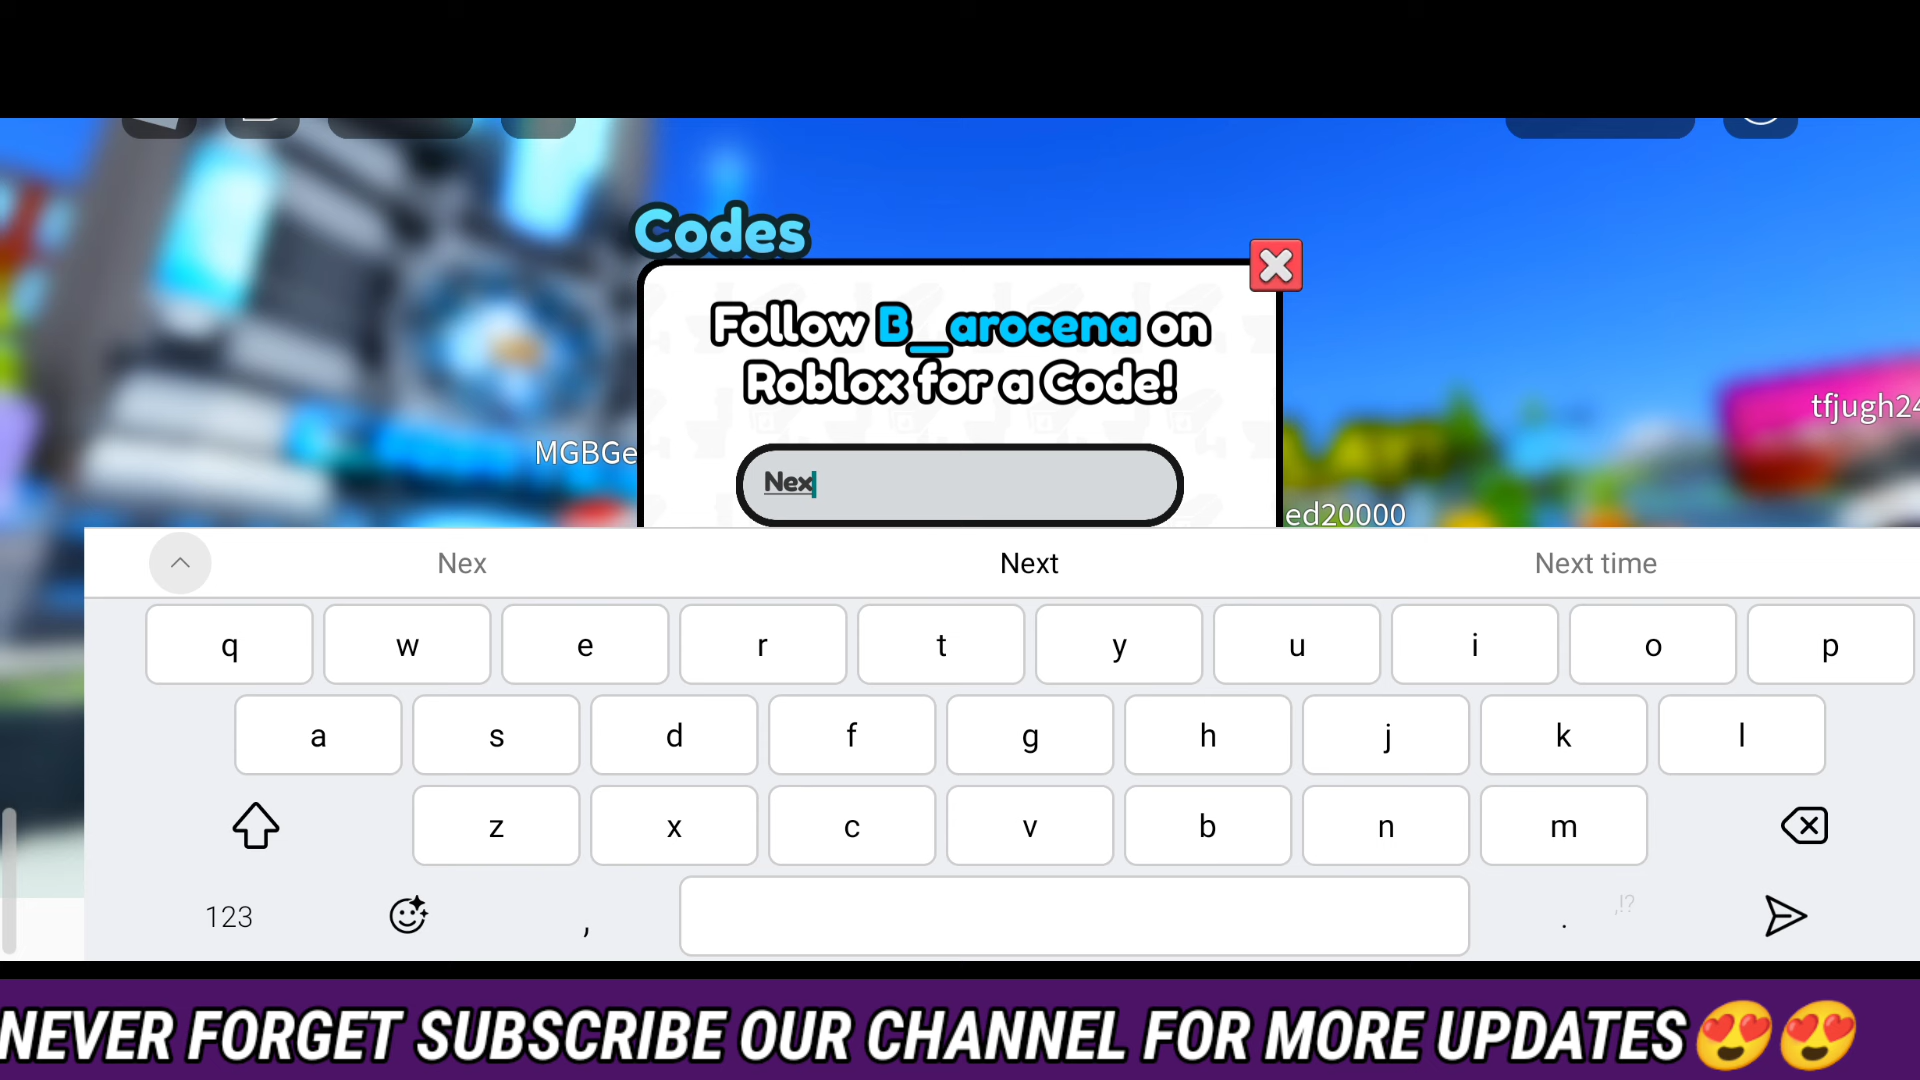 Codes
Follow B_arocena on
Roblox for a Code!
MGBGe
tfjugh24
Nex
ed20000
Nex Next Next time
q w e r t y u i o p
a s d f g h j k l
z x c v b n m
123 , . ,!?
NEVER FORGET SUBSCRIBE OUR CHANNEL FOR MORE UPDATES😍😍